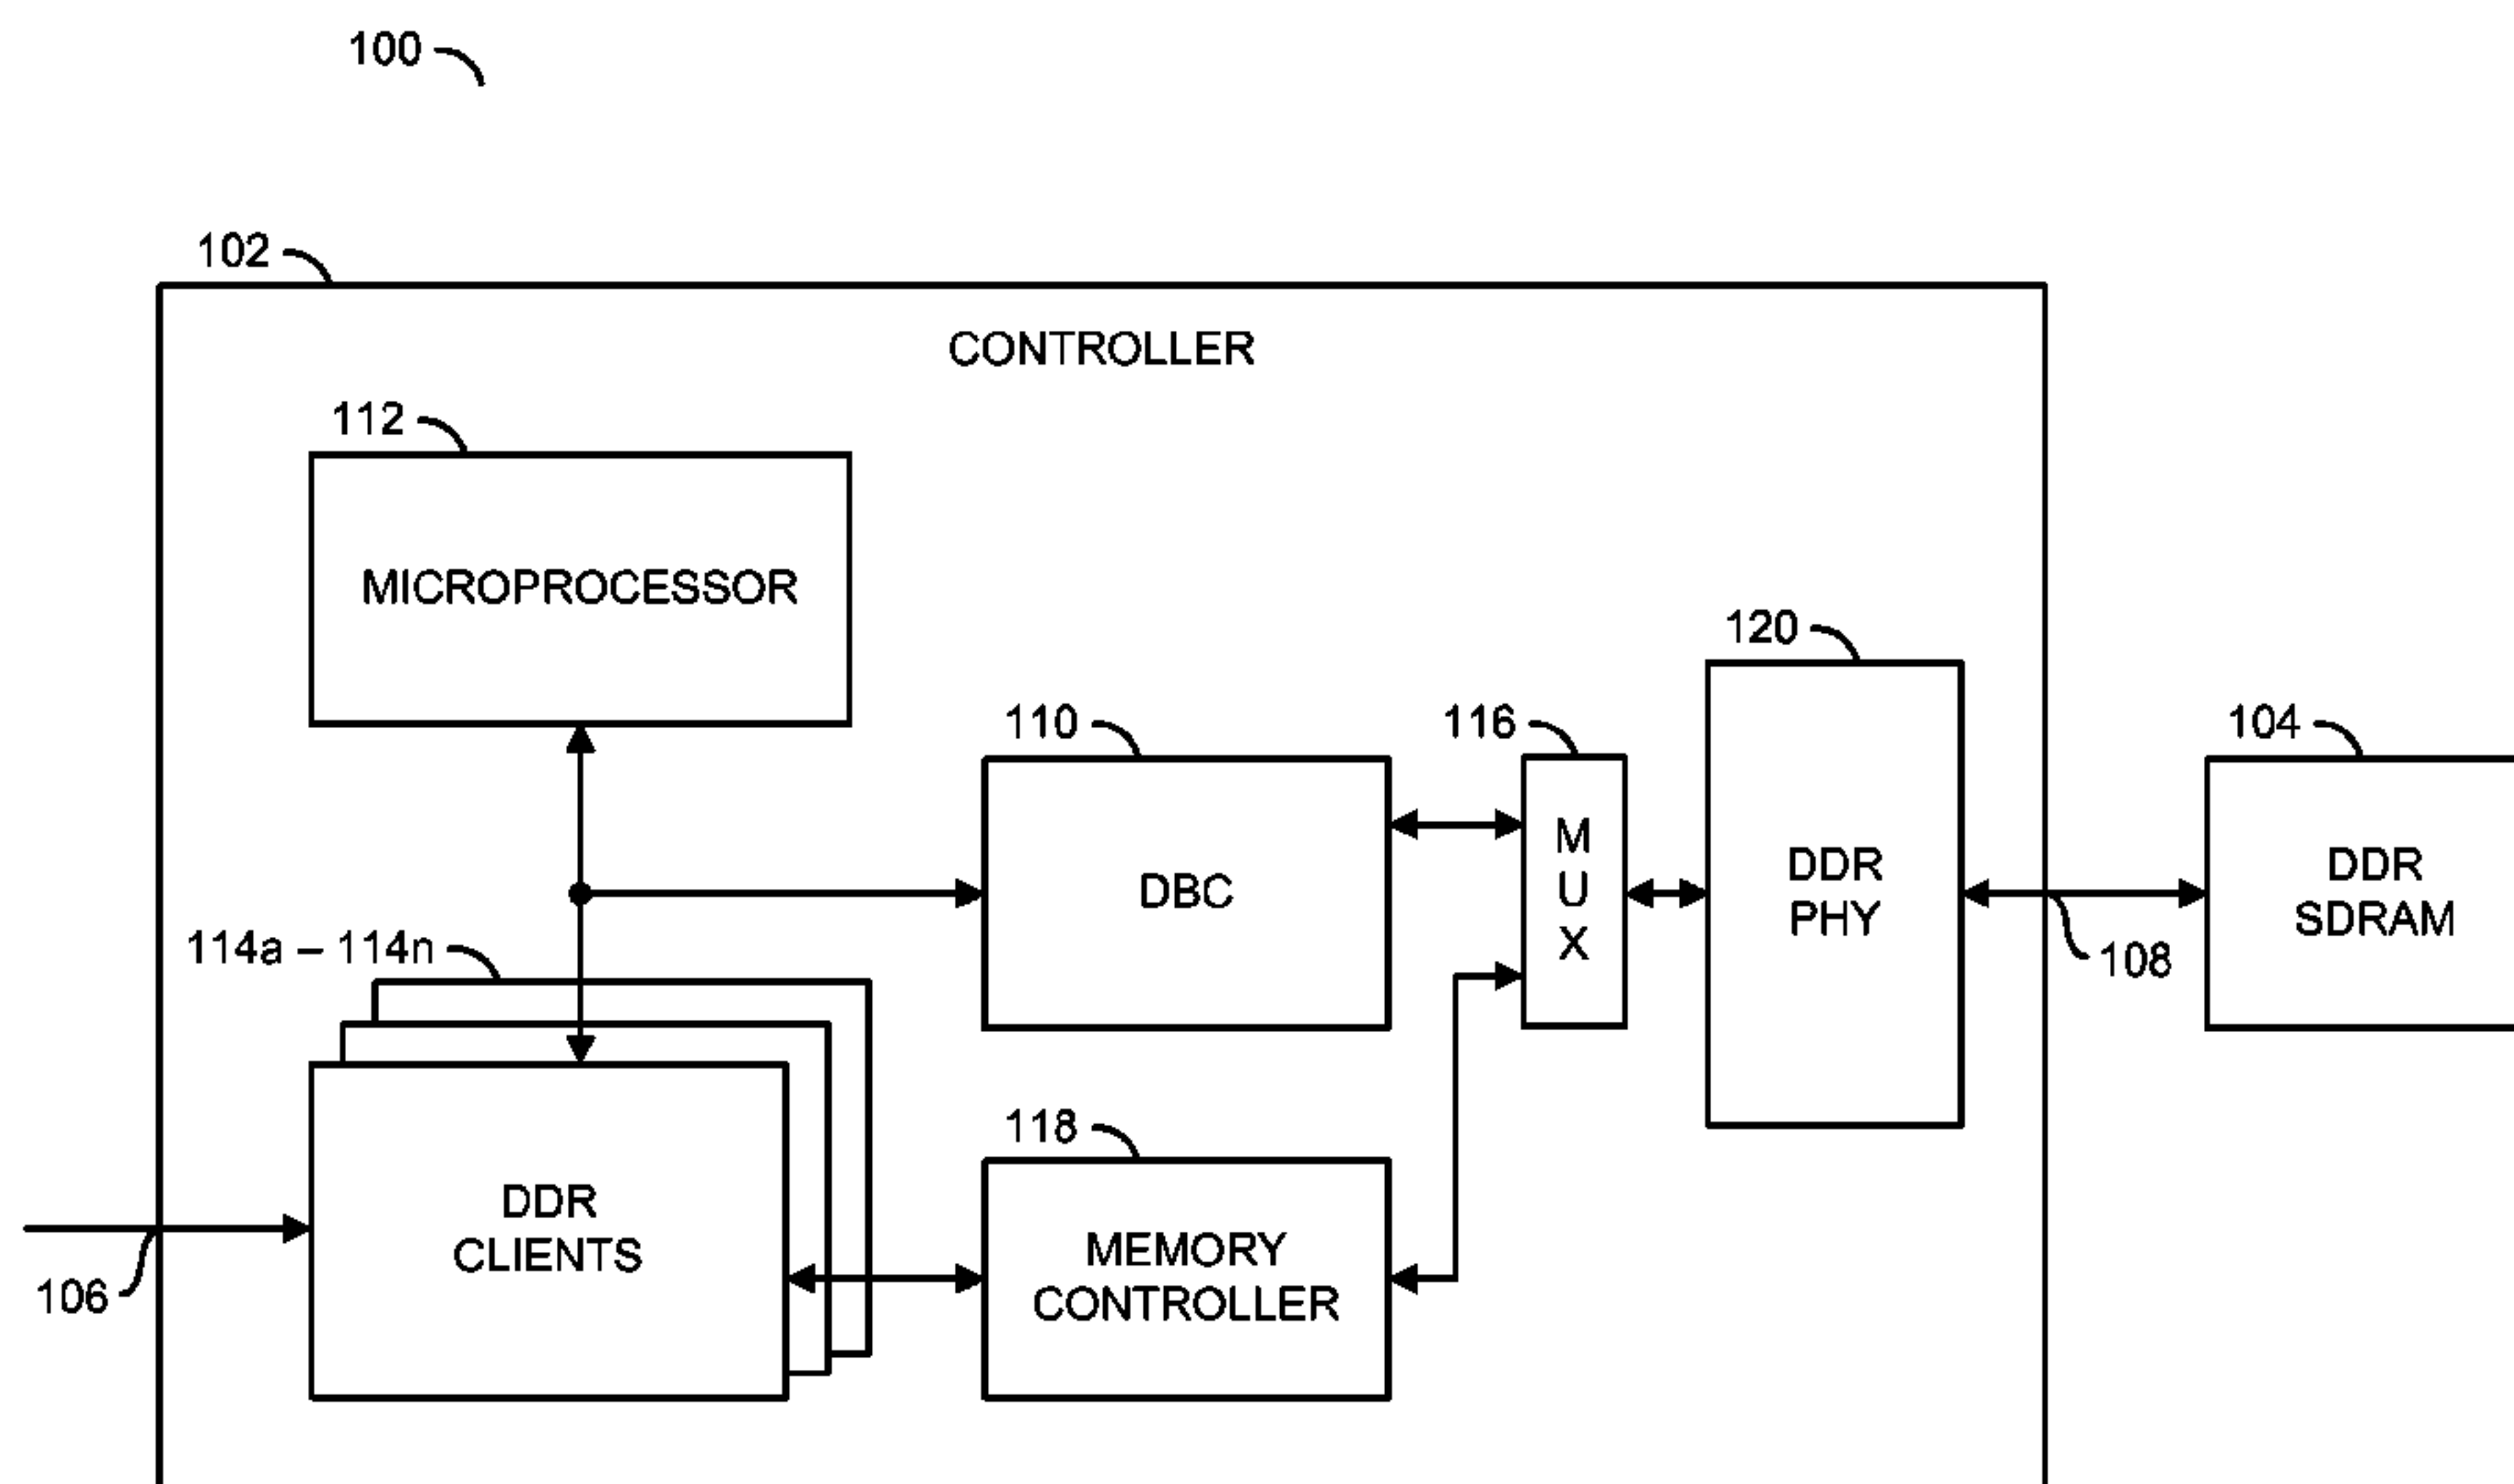 100
102
CONTROLLER
112
MICROPROCESSOR
120
DDR
PHY
110
DBC
116
M
U
X
104
DDR
SDRAM
108
114a – 114n
DDR
CLIENTS
106
118
MEMORY
CONTROLLER